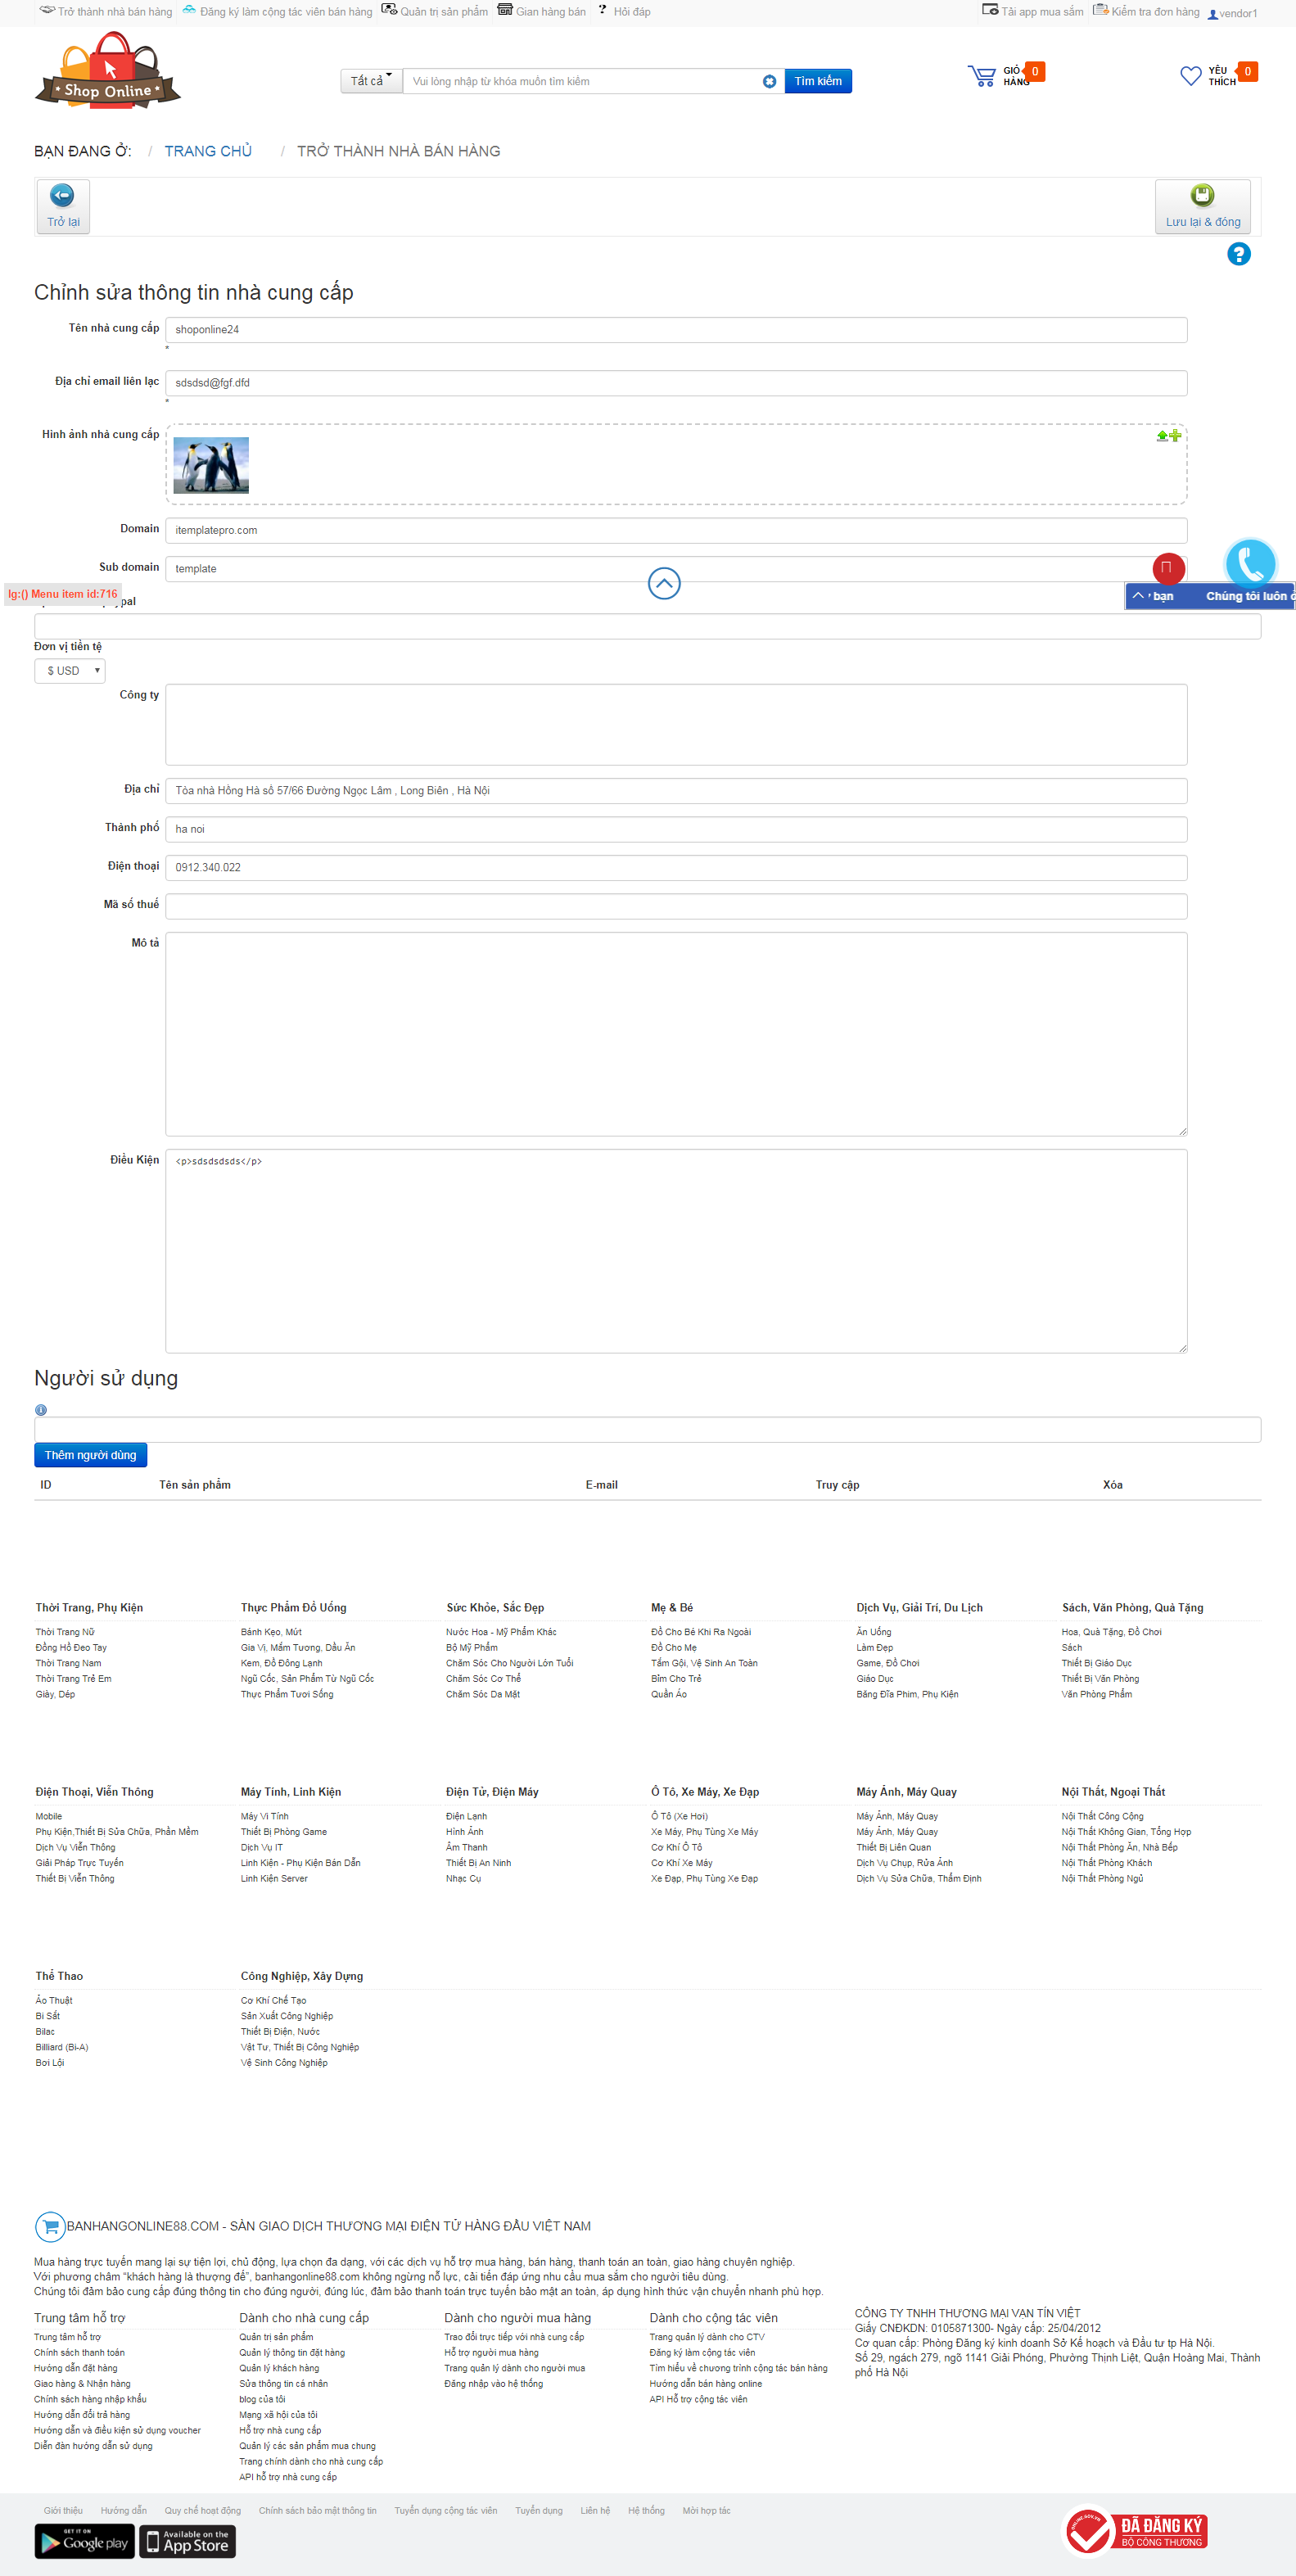 Trở thành nhà bán hàng Đăng ký làm cộng tác viên bán hàng Quản trị sản phẩm Gian hàng bán Hỏi đáp Tải app mua sắm Kiểm tra đơn hàng vendor1
* Shop Online *
Tất cả Vui lòng nhập từ khóa muốn tìm kiếm Tìm kiếm
GIỎ HÀNG 0
YÊU THÍCH 0
BẠN ĐANG Ở: / TRANG CHỦ / TRỞ THÀNH NHÀ BÁN HÀNG
Trở lại Lưu lại & đóng
?
Chỉnh sửa thông tin nhà cung cấp
Tên nhà cung cấp shoponline24
*
Địa chỉ email liên lạc sdsdsd@fgf.dfd
*
Hình ảnh nhà cung cấp
Domain itemplatepro.com
Sub domain template
lg:() Menu item id:716
bạn Chúng tôi luôn
Đơn vị tiền tệ
$ USD
Công ty
Địa chỉ Tòa nhà Hồng Hà số 57/66 Đường Ngọc Lâm , Long Biên , Hà Nội
Thành phố ha noi
Điện thoại 0912.340.022
Mã số thuế
Mô tả
Điều Kiện <p>sdsdsdsds</p>
Người sử dụng
Thêm người dùng
ID Tên sản phẩm E-mail Truy cập Xóa
Thời Trang, Phụ Kiện Thực Phẩm Đồ Uống Sức Khỏe, Sắc Đẹp Mẹ & Bé Dịch Vụ, Giải Trí, Du Lịch Sách, Văn Phòng, Quà Tặng
Thời Trang Nữ Bánh Kẹo, Mứt Nước Hoa - Mỹ Phẩm Khác Đồ Cho Bé Khi Ra Ngoài Ăn Uống Hoa, Quà Tặng, Đồ Chơi
Đồng Hồ Đeo Tay Gia Vị, Mắm Tương, Dầu Ăn Bộ Mỹ Phẩm Đồ Cho Mẹ Làm Đẹp Sách
Thời Trang Nam Kem, Đồ Đông Lạnh Chăm Sóc Cho Người Lớn Tuổi Tắm Gội, Vệ Sinh An Toàn Game, Đồ Chơi Thiết Bị Giáo Dục
Thời Trang Trẻ Em Ngũ Cốc, Sản Phẩm Từ Ngũ Cốc Chăm Sóc Cơ Thể Bỉm Cho Trẻ Giáo Dục Thiết Bị Văn Phòng
Giày, Dép Thực Phẩm Tươi Sống Chăm Sóc Da Mặt Quần Áo Băng Đĩa Phim, Phụ Kiện Văn Phòng Phẩm
Điện Thoại, Viễn Thông Máy Tính, Linh Kiện Điện Tử, Điện Máy Ô Tô, Xe Máy, Xe Đạp Máy Ảnh, Máy Quay Nội Thất, Ngoại Thất
Mobile Máy Vi Tính Điện Lạnh Ô Tô (Xe Hơi) Máy Ảnh, Máy Quay Nội Thất Công Cộng
Phụ Kiện,Thiết Bị Sửa Chữa, Phần Mềm Thiết Bị Phòng Game Hình Ảnh Xe Máy, Phụ Tùng Xe Máy Máy Ảnh, Máy Quay Nội Thất Không Gian, Tổng Hợp
Dịch Vụ Viễn Thông Dịch Vụ IT Âm Thanh Cơ Khí Ô Tô Thiết Bị Liên Quan Nội Thất Phòng Ăn, Nhà Bếp
Giải Pháp Trực Tuyến Linh Kiện - Phụ Kiện Bán Dẫn Thiết Bị An Ninh Cơ Khí Xe Máy Dịch Vụ Chụp, Rửa Ảnh Nội Thất Phòng Khách
Thiết Bị Viễn Thông Linh Kiện Server Nhạc Cụ Xe Đạp, Phụ Tùng Xe Đạp Dịch Vụ Sửa Chữa, Thẩm Định Nội Thất Phòng Ngủ
Thể Thao Công Nghiệp, Xây Dựng
Ảo Thuật Cơ Khí Chế Tạo
Bi Sắt Sản Xuất Công Nghiệp
Bilac Thiết Bị Điện, Nước
Billiard (Bi-A) Vật Tư, Thiết Bị Công Nghiệp
Bơi Lội Vệ Sinh Công Nghiệp
BANHANGONLINE88.COM - SÀN GIAO DỊCH THƯƠNG MẠI ĐIỆN TỬ HÀNG ĐẦU VIỆT NAM
Mua hàng trực tuyến mang lại sự tiện lợi, chủ động, lựa chọn đa dạng, với các dịch vụ hỗ trợ mua hàng, bán hàng, thanh toán an toàn, giao hàng chuyên nghiệp.
Với phương châm “khách hàng là thượng đế”, banhangonline88.com không ngừng nỗ lực, cải tiến đáp ứng nhu cầu mua sắm cho người tiêu dùng.
Chúng tôi đảm bảo cung cấp đúng thông tin cho đúng người, đúng lúc, đảm bảo thanh toán trực tuyến bảo mật an toàn, áp dụng hình thức vận chuyển nhanh phù hợp.
Trung tâm hỗ trợ
Trung tâm hỗ trợ
Chính sách thanh toán
Hướng dẫn đặt hàng
Giao hàng & Nhận hàng
Chính sách hàng nhập khẩu
Hướng dẫn đổi trả hàng
Hướng dẫn và điều kiện sử dụng voucher
Diễn đàn hướng dẫn sử dụng
Dành cho nhà cung cấp
Quản trị sản phẩm
Quản lý thông tin đặt hàng
Quản lý khách hàng
Sửa thông tin cá nhân
blog của tôi
Mạng xã hội của tôi
Hỗ trợ nhà cung cấp
Quản lý các sản phẩm mua chung
Trang chính dành cho nhà cung cấp
API hỗ trợ nhà cung cấp
Dành cho người mua hàng
Trao đổi trực tiếp với nhà cung cấp
Hỗ trợ người mua hàng
Trang quản lý dành cho người mua
Đăng nhập vào hệ thống
Dành cho cộng tác viên
Trang quản lý dành cho CTV
Đăng ký làm cộng tác viên
Tìm hiểu về chương trình cộng tác bán hàng
Hướng dẫn bán hàng online
API Hỗ trợ cộng tác viên
CÔNG TY TNHH THƯƠNG MẠI VẠN TÍN VIỆT
Giấy CNĐKDN: 0105871300- Ngày cấp: 25/04/2012
Cơ quan cấp: Phòng Đăng ký kinh doanh Sở Kế hoạch và Đầu tư tp Hà Nội.
Số 29, ngách 279, ngõ 1141 Giải Phóng, Phường Thịnh Liệt, Quận Hoàng Mai, Thành
phố Hà Nội
Giới thiệu Hướng dẫn Quy chế hoạt động Chính sách bảo mật thông tin Tuyển dụng cộng tác viên Tuyển dụng Liên hệ Hệ thống Mời hợp tác
GET IT ON Google play
Available on the App Store
ONLINE.GOV.VN
ĐÃ ĐĂNG KÝ
BỘ CÔNG THƯƠNG